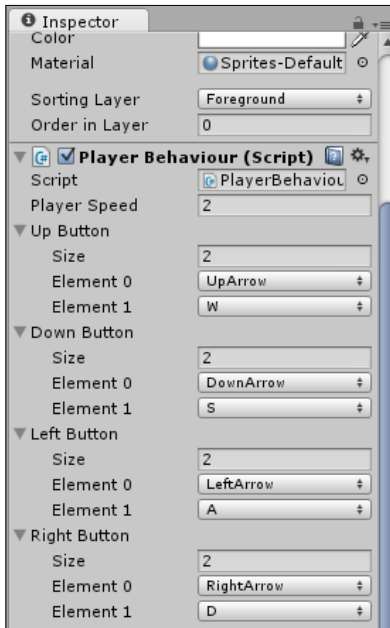 Inspector
Color
Material Sprites-Default
Sorting Layer Foreground
Order in Layer 0
Player Behaviour (Script)
Script PlayerBehaviou
Player Speed 2
Up Button
Size 2
Element 0 UpArrow
Element 1 W
Down Button
Size 2
Element 0 DownArrow
Element 1 S
Left Button
Size 2
Element 0 LeftArrow
Element 1 A
Right Button
Size 2
Element 0 RightArrow
Element 1 D